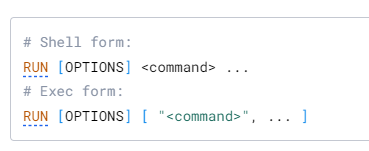 # Shell form:
RUN [OPTIONS] <command> ...
# Exec form:
RUN [OPTIONS] [ "<command>", ... ]